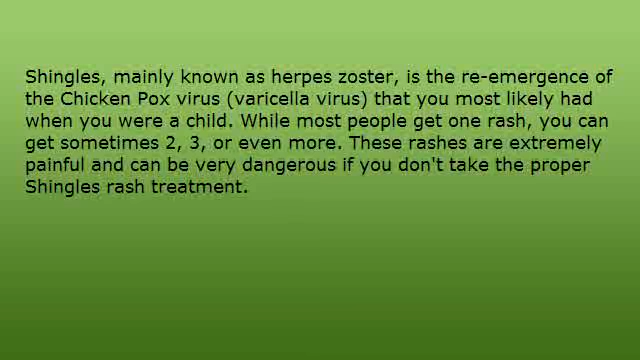 Shingles, mainly known as herpes zoster, is the re-emergence of
the Chicken Pox virus (varicella virus) that you most likely had
when you were a child. While most people get one rash, you can
get sometimes 2, 3, or even more. These rashes are extremely
painful and can be very dangerous if you don't take the proper
Shingles rash treatment.